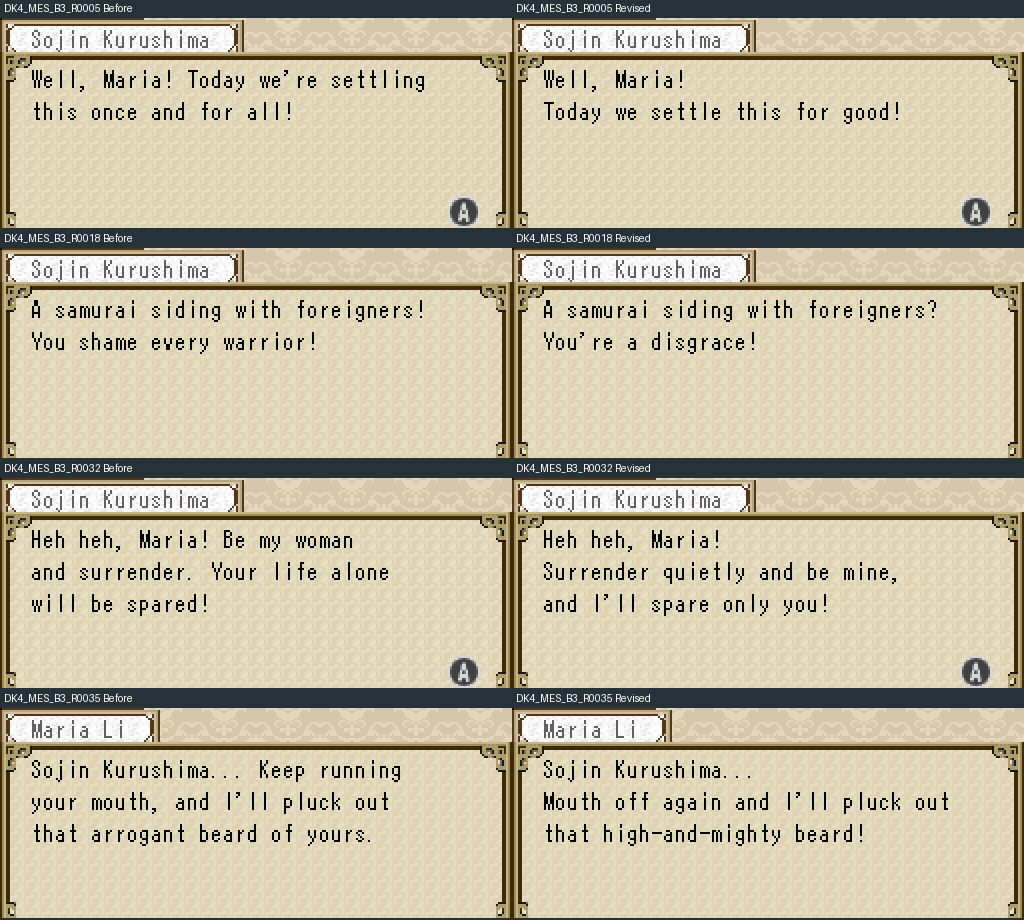 DK4_MES_B3_R0005 Before
Sojin Kurushima
Well, Maria! Today we're settling
this once and for all!
A
DK4_MES_B3_R0005 Revised
Sojin Kurushima
Well, Maria!
Today we settle this for good!
A
DK4_MES_B3_R0018 Before
Sojin Kurushima
A samurai siding with foreigners!
You shame every warrior!
DK4_MES_B3_R0018 Revised
Sojin Kurushima
A samurai siding with foreigners?
You're a disgrace!
DK4_MES_B3_R0032 Before
Sojin Kurushima
Heh heh, Maria! Be my woman
and surrender. Your life alone
will be spared!
A
DK4_MES_B3_R0032 Revised
Sojin Kurushima
Heh heh, Maria!
Surrender quietly and be mine,
and I'll spare only you!
A
DK4_MES_B3_R0035 Before
Maria Li
Sojin Kurushima... Keep running
your mouth, and I'll pluck out
that arrogant beard of yours.
DK4_MES_B3_R0035 Revised
Maria Li
Sojin Kurushima...
Mouth off again and I'll pluck out
that high-and-mighty beard!